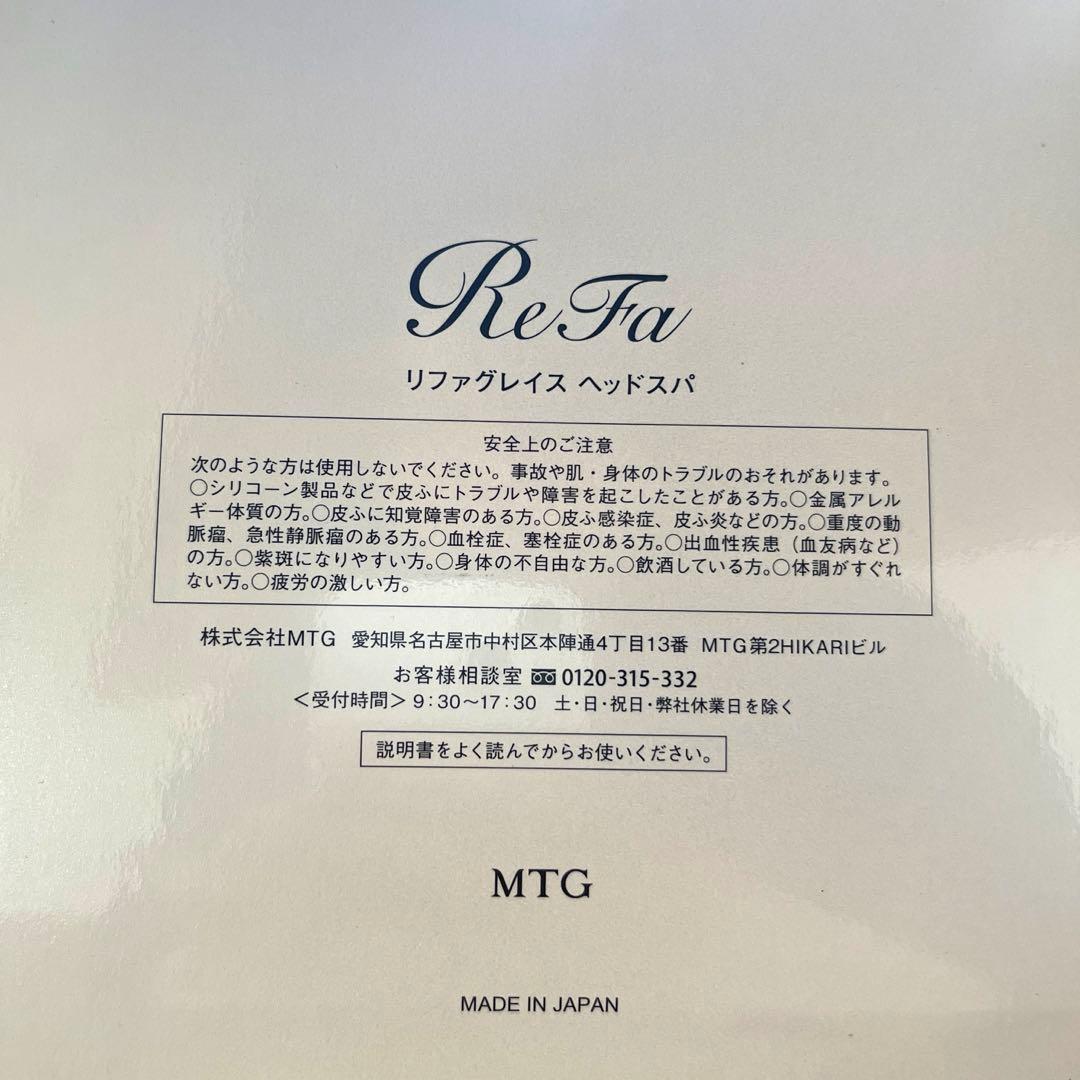 ReFa
リファグレイス ヘッドスパ
安全上のご注意
次のような方は使用しないでください。事故や肌・身体のトラブルのおそれがあります。
〇シリコーン製品などで皮ふにトラブルや障害を起こしたことがある方。〇金属アレル
ギー体質の方。〇皮ふに知覚障害のある方。〇皮ふ感染症、皮ふ炎などの方。〇重度の動
脈瘤、急性静脈瘤のある方。〇血栓症、塞栓症のある方。〇出血性疾患（血友病など）
の方。〇紫斑になりやすい方。〇身体の不自由な方。〇飲酒している方。〇体調がすぐれ
ない方。〇疲労の激しい方。
株式会社MTG 愛知県名古屋市中村区本陣通4丁目13番 MTG第2HIKARIビル
お客様相談室 0120-315-332
＜受付時間＞9:30～17:30 土・日・祝日・弊社休業日を除く
説明書をよく読んでからお使いください。
MTG
MADE IN JAPAN